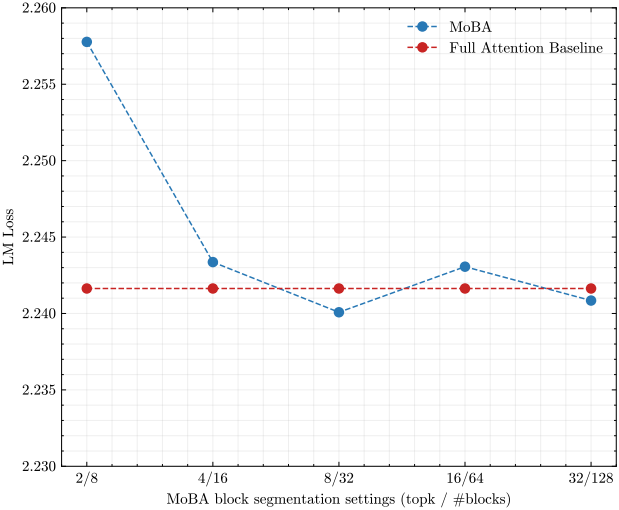 2.260
MoBA
Full Attention Baseline
2.255
2.250
2.245
2.240
2.235
2.230
LM Loss
2/8 4/16 8/32 16/64 32/128
MoBA block segmentation settings (topk / #blocks)